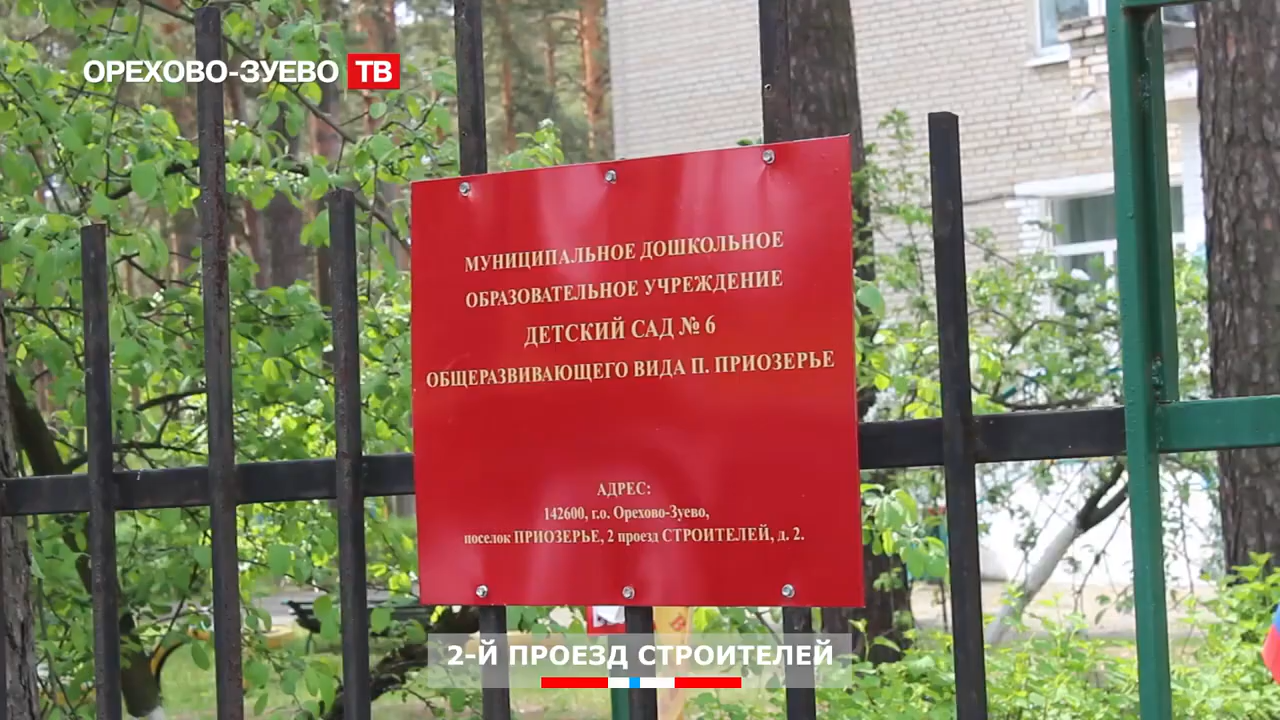 ОРЕХОВО-ЗУЕВО ТВ
МУНИЦИПАЛЬНОЕ ДОШКОЛЬНОЕ
ОБРАЗОВАТЕЛЬНОЕ УЧРЕЖДЕНИЕ
ДЕТСКИЙ САД № 6
ОБЩЕРАЗВИВАЮЩЕГО ВИДА П. ПРИОЗЕРЬЕ
АДРЕС:
142600, г.о. Орехово-Зуево,
поселок ПРИОЗЕРЬЕ, 2 проезд СТРОИТЕЛЕЙ, д. 2.
2-Й ПРОЕЗД СТРОИТЕЛЕЙ